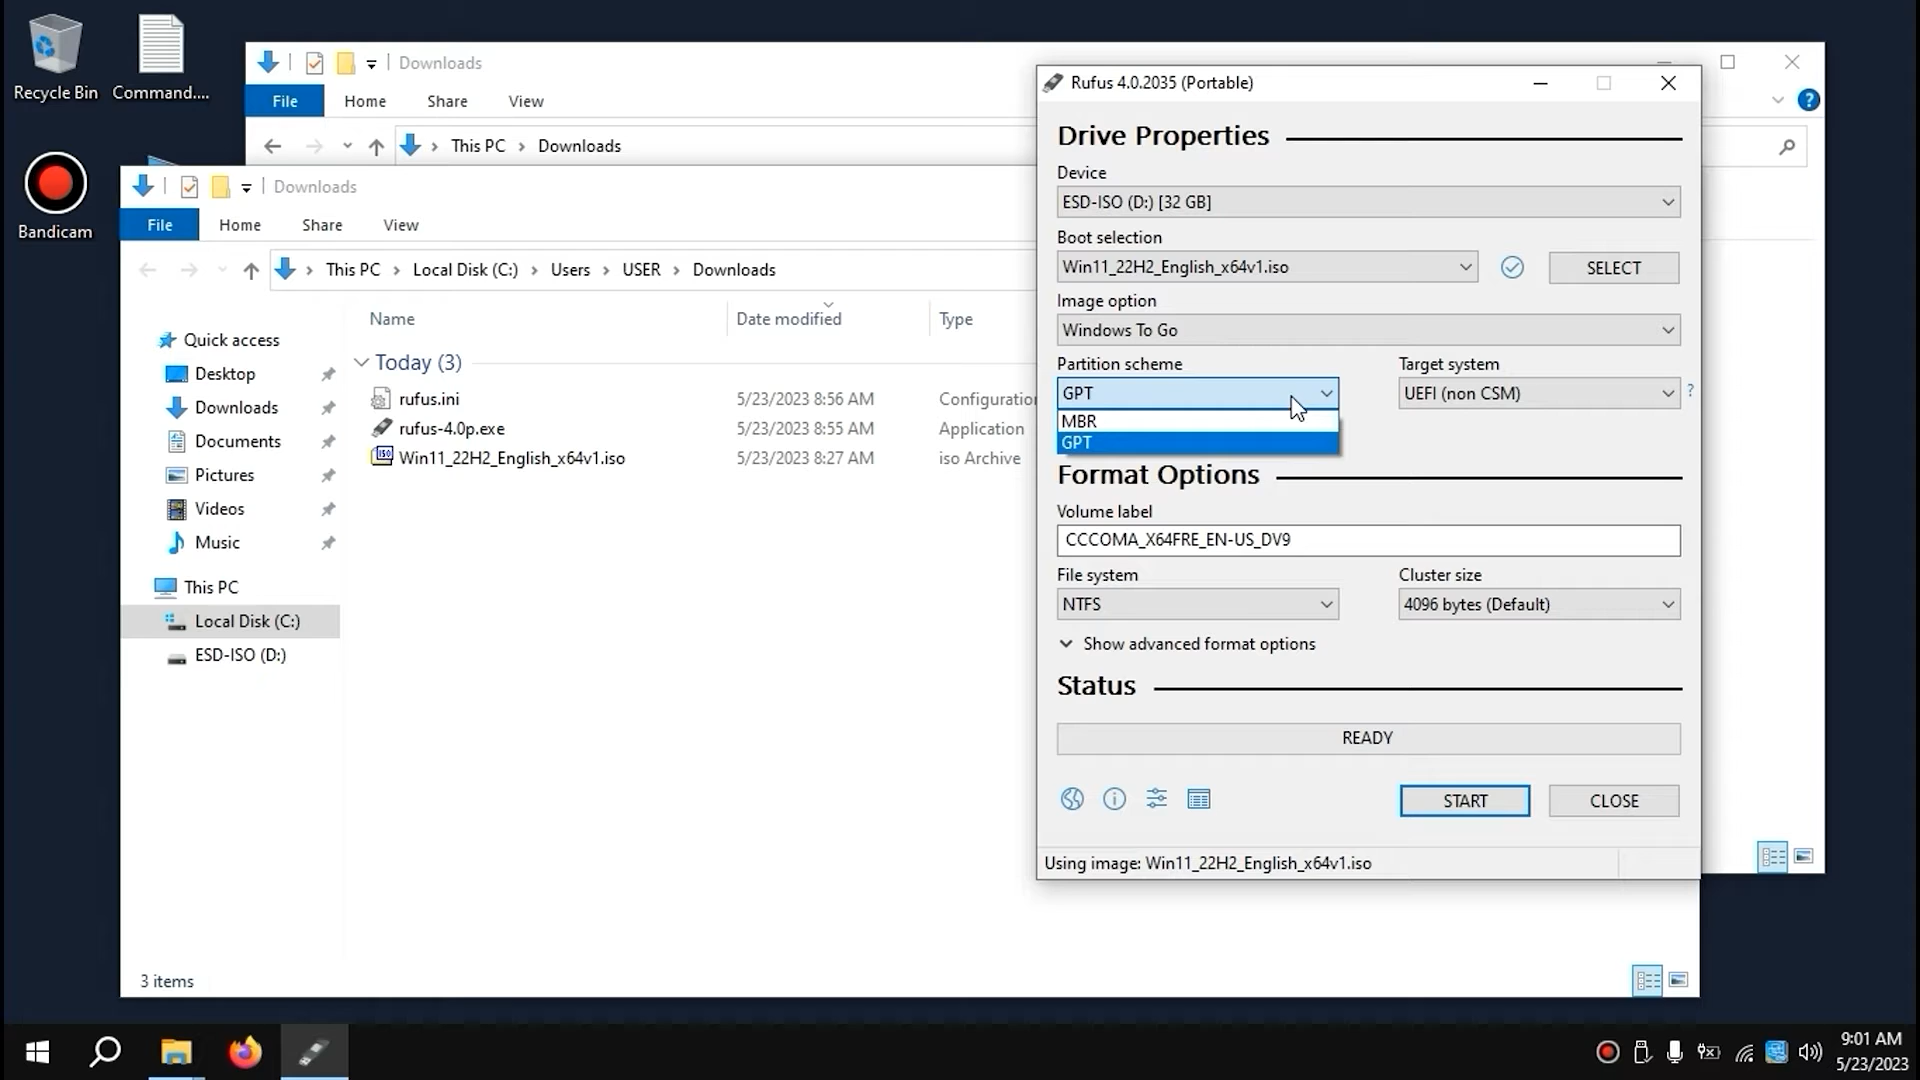 Recycle Bin
Command....
Bandicam
Downloads
File
Home
Share
View
This PC
Downloads
Downloads
File
Home
Share
View
This PC
Local Disk (C:)
Users
USER
Downloads
Name
Date modified
Type
Today (3)
rufus.ini
5/23/2023 8:56 AM
Configuration
rufus-4.0p.exe
5/23/2023 8:55 AM
Application
Win11_22H2_English_x64v1.iso
5/23/2023 8:27 AM
iso Archive
Quick access
Desktop
Downloads
Documents
Pictures
Videos
Music
This PC
Local Disk (C:)
ESD-ISO (D:)
3 items
Rufus 4.0.2035 (Portable)
Drive Properties
Device
ESD-ISO (D:) [32 GB]
Boot selection
Win11_22H2_English_x64v1.iso
SELECT
Image option
Windows To Go
Partition scheme
Target system
GPT
UEFI (non CSM)
?
MBR
GPT
Format Options
Volume label
CCCOMA_X64FRE_EN-US_DV9
File system
Cluster size
NTFS
4096 bytes (Default)
Show advanced format options
Status
READY
START
CLOSE
Using image: Win11_22H2_English_x64v1.iso
9:01 AM
5/23/2023